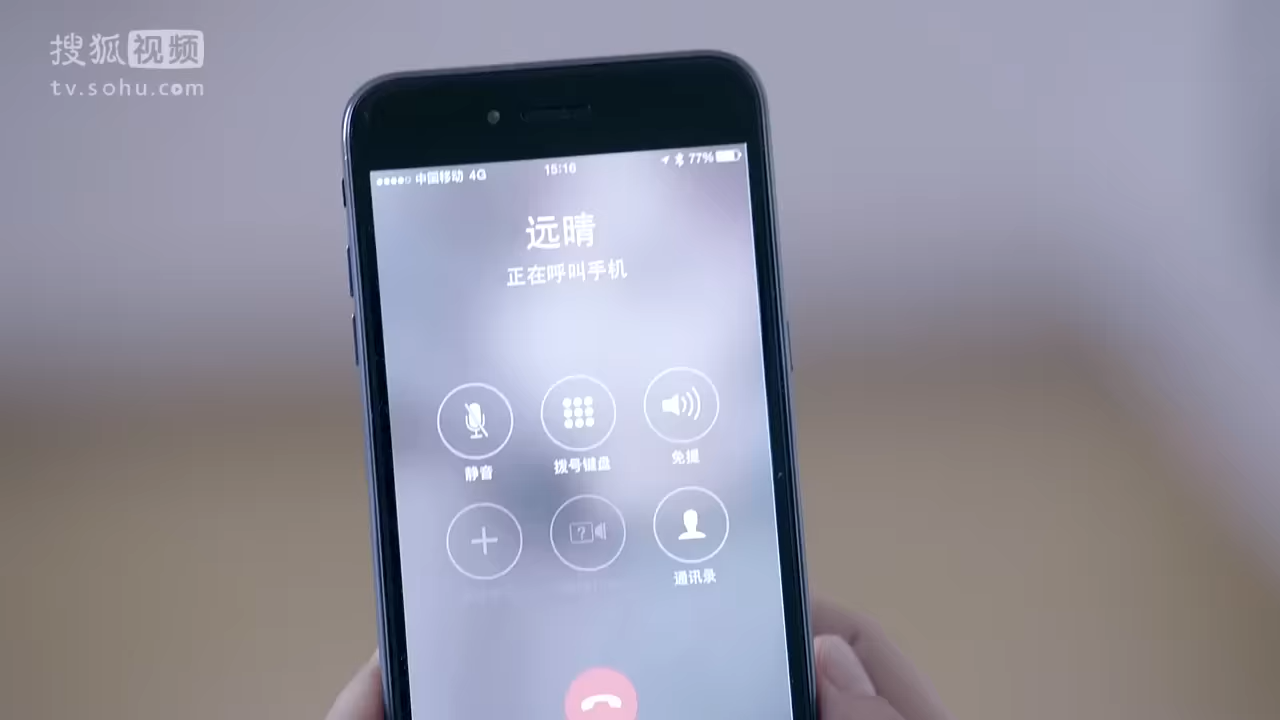 搜狐视频
tv.sohu.com
中国移动 4G 15:16 77%
远晴
正在呼叫手机
静音 拨号键盘 免提
通讯录